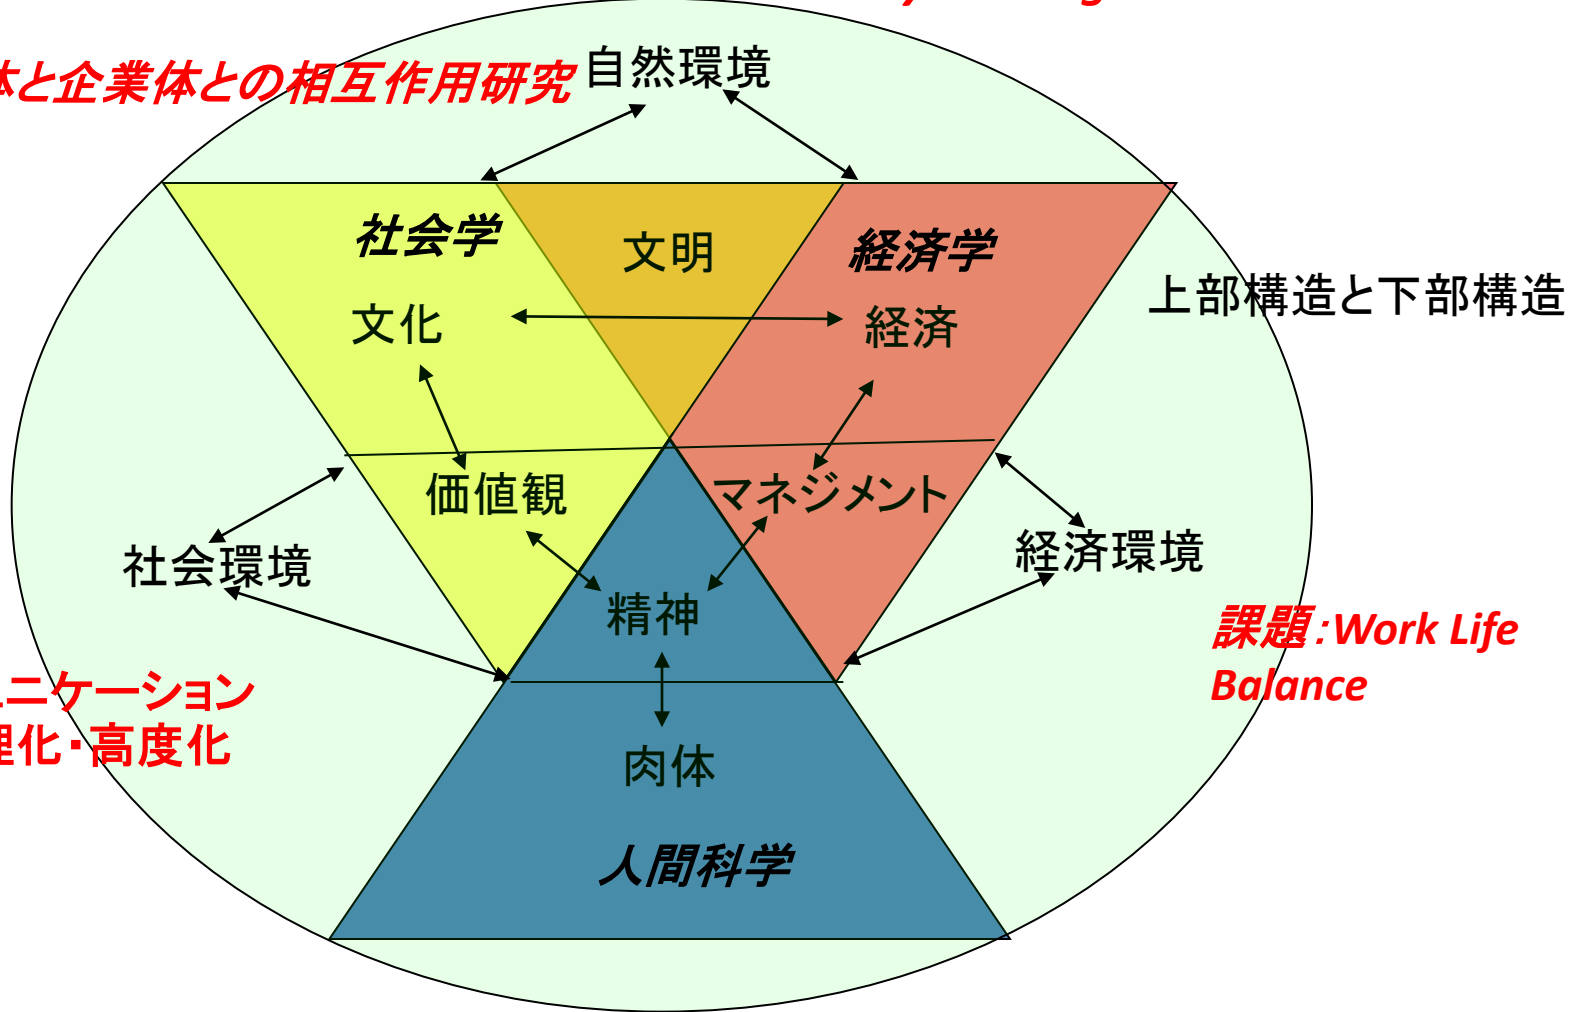 体と企業体との相互作用研究
自然環境
社会学
文明
経済学
上部構造と下部構造
文化
経済
価値観
マネジメント
社会環境
経済環境
精神
課題：Work Life
Balance
ニケーション
理化・高度化
肉体
人間科学